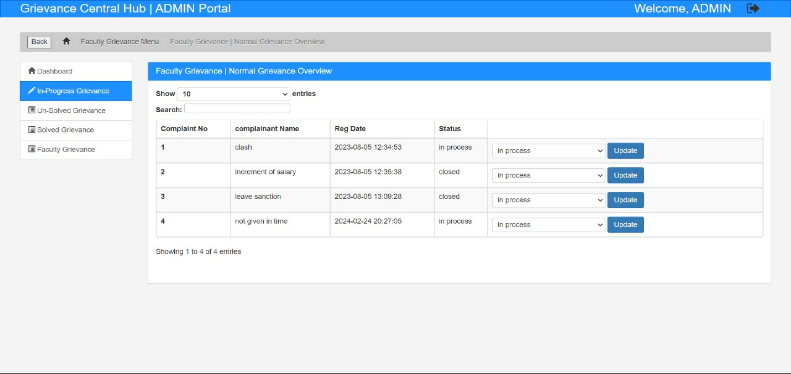 Grievance Central Hub | ADMIN Portal Welcome, ADMIN
Back Faculty Grievance Menu Faculty Grievance | Normal Grievance Overview
Dashboard
In-Progress Grievance
Un-Solved Grievance
Solved Grievance
Faculty Grievance
Faculty Grievance | Normal Grievance Overview
Show 10 entries
Search:
Complaint No complainant Name Reg Date Status
1 clash 2023-08-05 12:34:53 in process in process Update
2 increment of salary 2023-08-05 12:35:38 closed in process Update
3 leave sanction 2023-08-05 13:09:28 closed in process Update
4 not given in time 2024-02-24 20:27:05 in process in process Update
Showing 1 to 4 of 4 entries